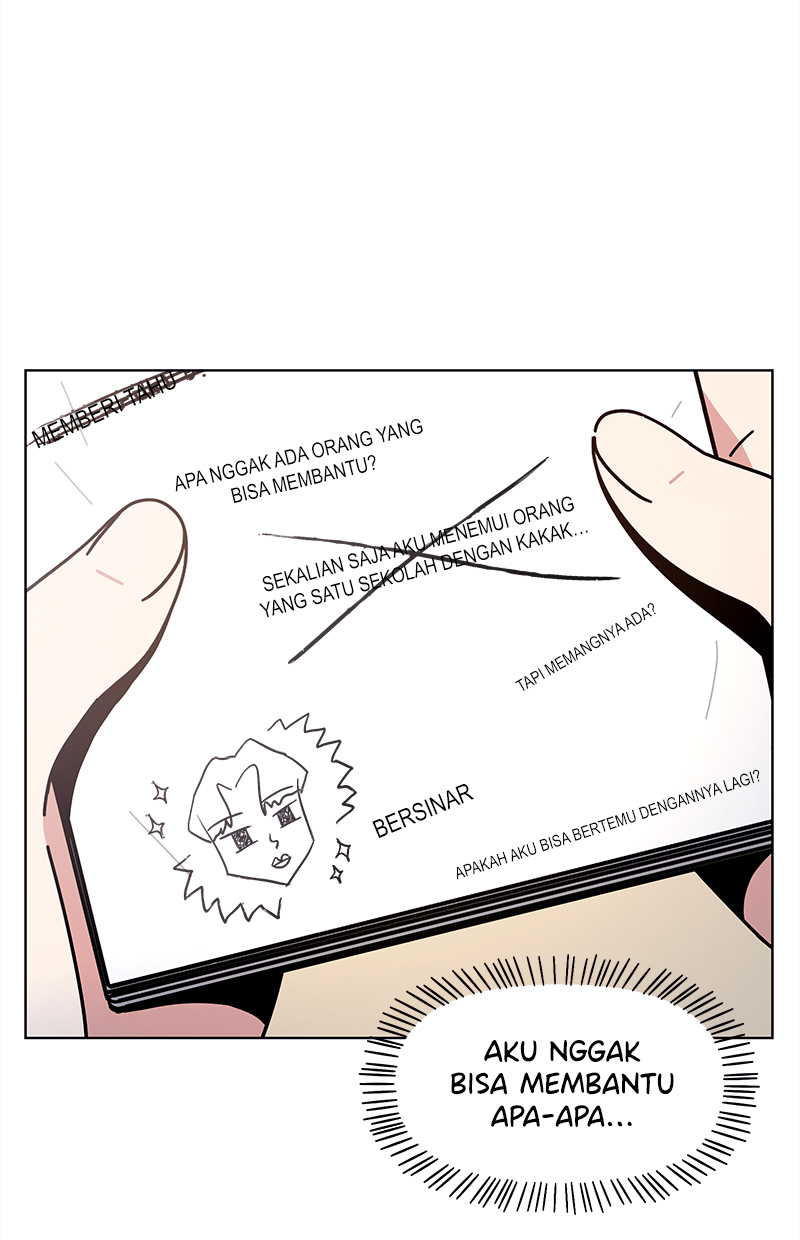 MEMBERI TAHU
APA NGGAK ADA ORANG YANG
BISA MEMBANTU?
SEKALIAN SAJA AKU MENEMUI ORANG
YANG SATU SEKOLAH DENGAN KAKAK...
TAPI MEMANGNYA ADA?
BERSINAR
APAKAH AKU BISA BERTEMU DENGANNYA LAGI?
AKU NGGAK
BISA MEMBANTU
APA-APA...